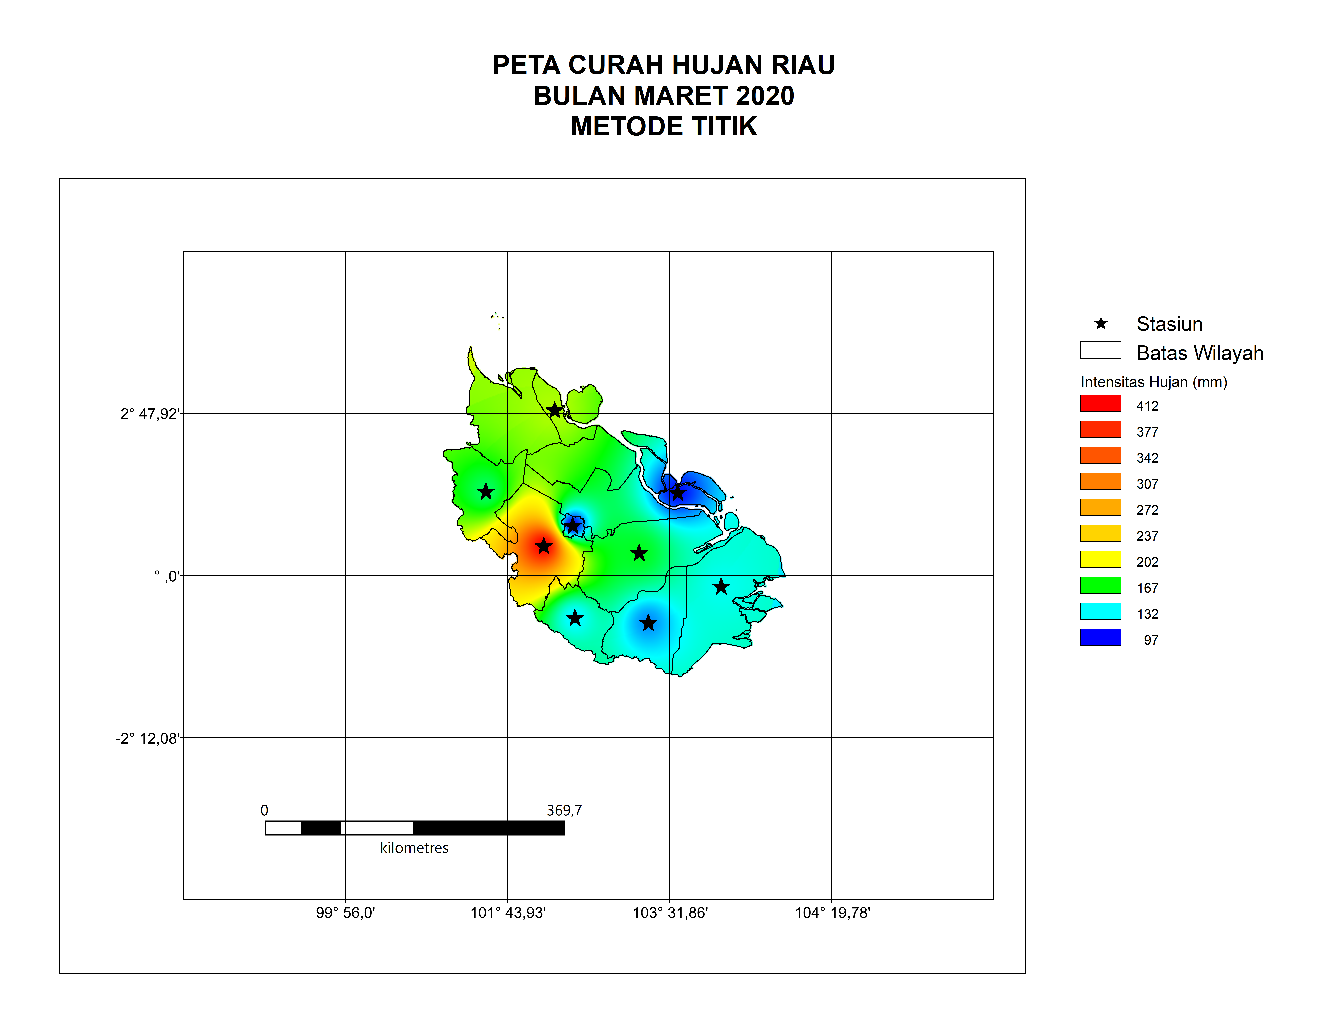 PETA CURAH HUJAN RIAU
BULAN MARET 2020
METODE TITIK
Stasiun
Batas Wilayah
Intensitas Hujan (mm)
412
377
342
307
272
237
202
167
132
97
2° 47,92'
° ,0'
-2° 12,08'
0 369,7
kilometres
99° 56,0' 101° 43,93' 103° 31,86' 104° 19,78'